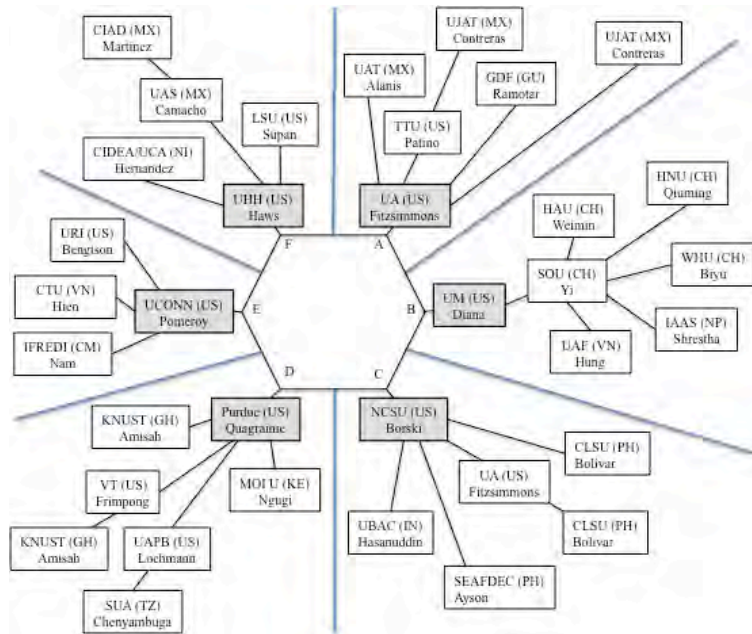 CIAD (MX)
Martinez
UAS (MX)
Camacho
LSU (US)
Supan
CIDEA/UCA (NI)
Hernandez
UHH (US)
Haws
UJAT (MX)
Contreras
UAT (MX)
Alanis
GDF (GU)
Ramotar
TTU (US)
Patino
UJAT (MX)
Contreras
UA (US)
Fitzsimmons
HNU (CH)
Qiuming
HAU (CH)
Weimin
WHU (CH)
Biyu
SOU (CH)
Yi
IAAS (NP)
Shrestha
UAF (VN)
Hung
UM (US)
Diana
URI (US)
Bengtson
CTU (VN)
Hien
UCONN (US)
Pomeroy
IFREDI (CM)
Nam
F
A
E
B
D
C
Purdue (US)
Quagraine
KNUST (GH)
Amisah
VT (US)
Frimpong
MOI U (KE)
Ngugi
KNUST (GH)
Amisah
UAPB (US)
Lochmann
SUA (TZ)
Chenyambuga
NCSU (US)
Borski
CLSU (PH)
Bolivar
UA (US)
Fitzsimmons
UBAC (IN)
Hasanuddin
CLSU (PH)
Bolivar
SEAFDEC (PH)
Ayson